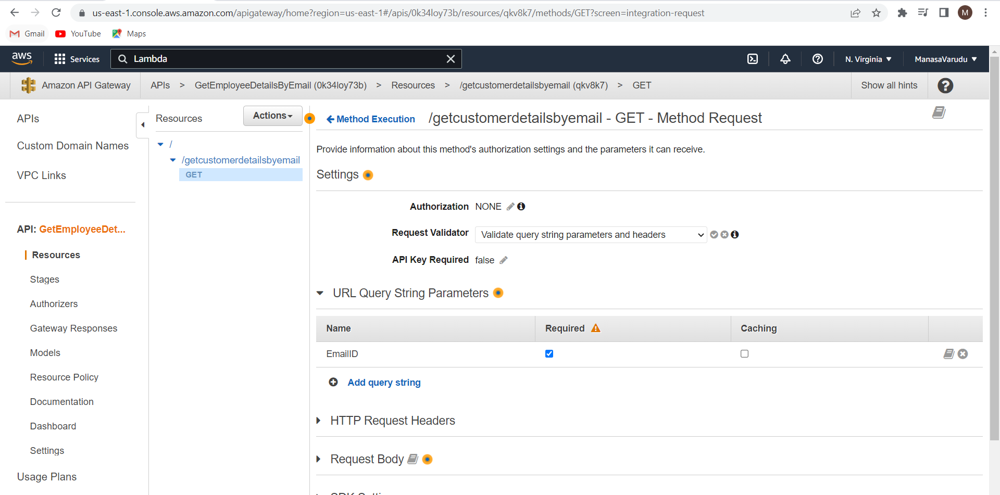 us-east-1.console.aws.amazon.com/apigateway/home?region=us-east-1#/apis/0k34loy73b/resources/qkv8k7/methods/GET?screen=integration-request
M
Gmail YouTube Maps
aws Services Lambda N. Virginia ManasaVarudu
Amazon API Gateway APIs > GetEmployeeDetailsByEmail (0k34loy73b) > Resources > /getcustomerdetailsbyemail (qkv8k7) > GET Show all hints ?
APIs
Custom Domain Names
VPC Links
API: GetEmployeeDet...
Resources
Stages
Authorizers
Gateway Responses
Models
Resource Policy
Documentation
Dashboard
Settings
Usage Plans
Resources Actions
/
/getcustomerdetailsbyemail
GET
Method Execution /getcustomerdetailsbyemail - GET - Method Request
Provide information about this method's authorization settings and the parameters it can receive.
Settings
Authorization NONE
Request Validator Validate query string parameters and headers
API Key Required false
URL Query String Parameters
Name Required Caching
EmailID
Add query string
HTTP Request Headers
Request Body